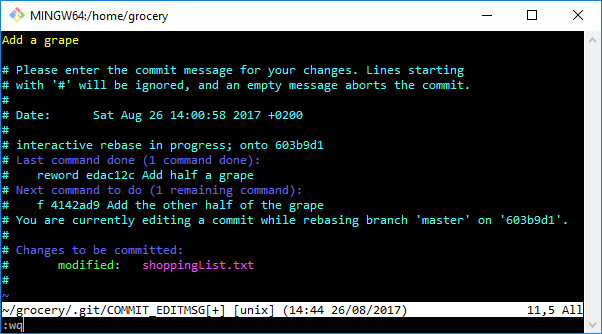 MINGW64:/home/grocery
Add a grape
# Please enter the commit message for your changes. Lines starting
# with '#' will be ignored, and an empty message aborts the commit.
#
# Date:      Sat Aug 26 14:00:58 2017 +0200
#
# interactive rebase in progress; onto 603b9d1
# Last command done (1 command done):
#    reword edac12c Add half a grape
# Next command to do (1 remaining command):
#    f 4142ad9 Add the other half of the grape
# You are currently editing a commit while rebasing branch 'master' on '603b9d1'.
#
# Changes to be committed:
#       modified:   shoppingList.txt
#
~
~/grocery/.git/COMMIT_EDITMSG[+] [unix] (14:44 26/08/2017) 11,5 All
:wq